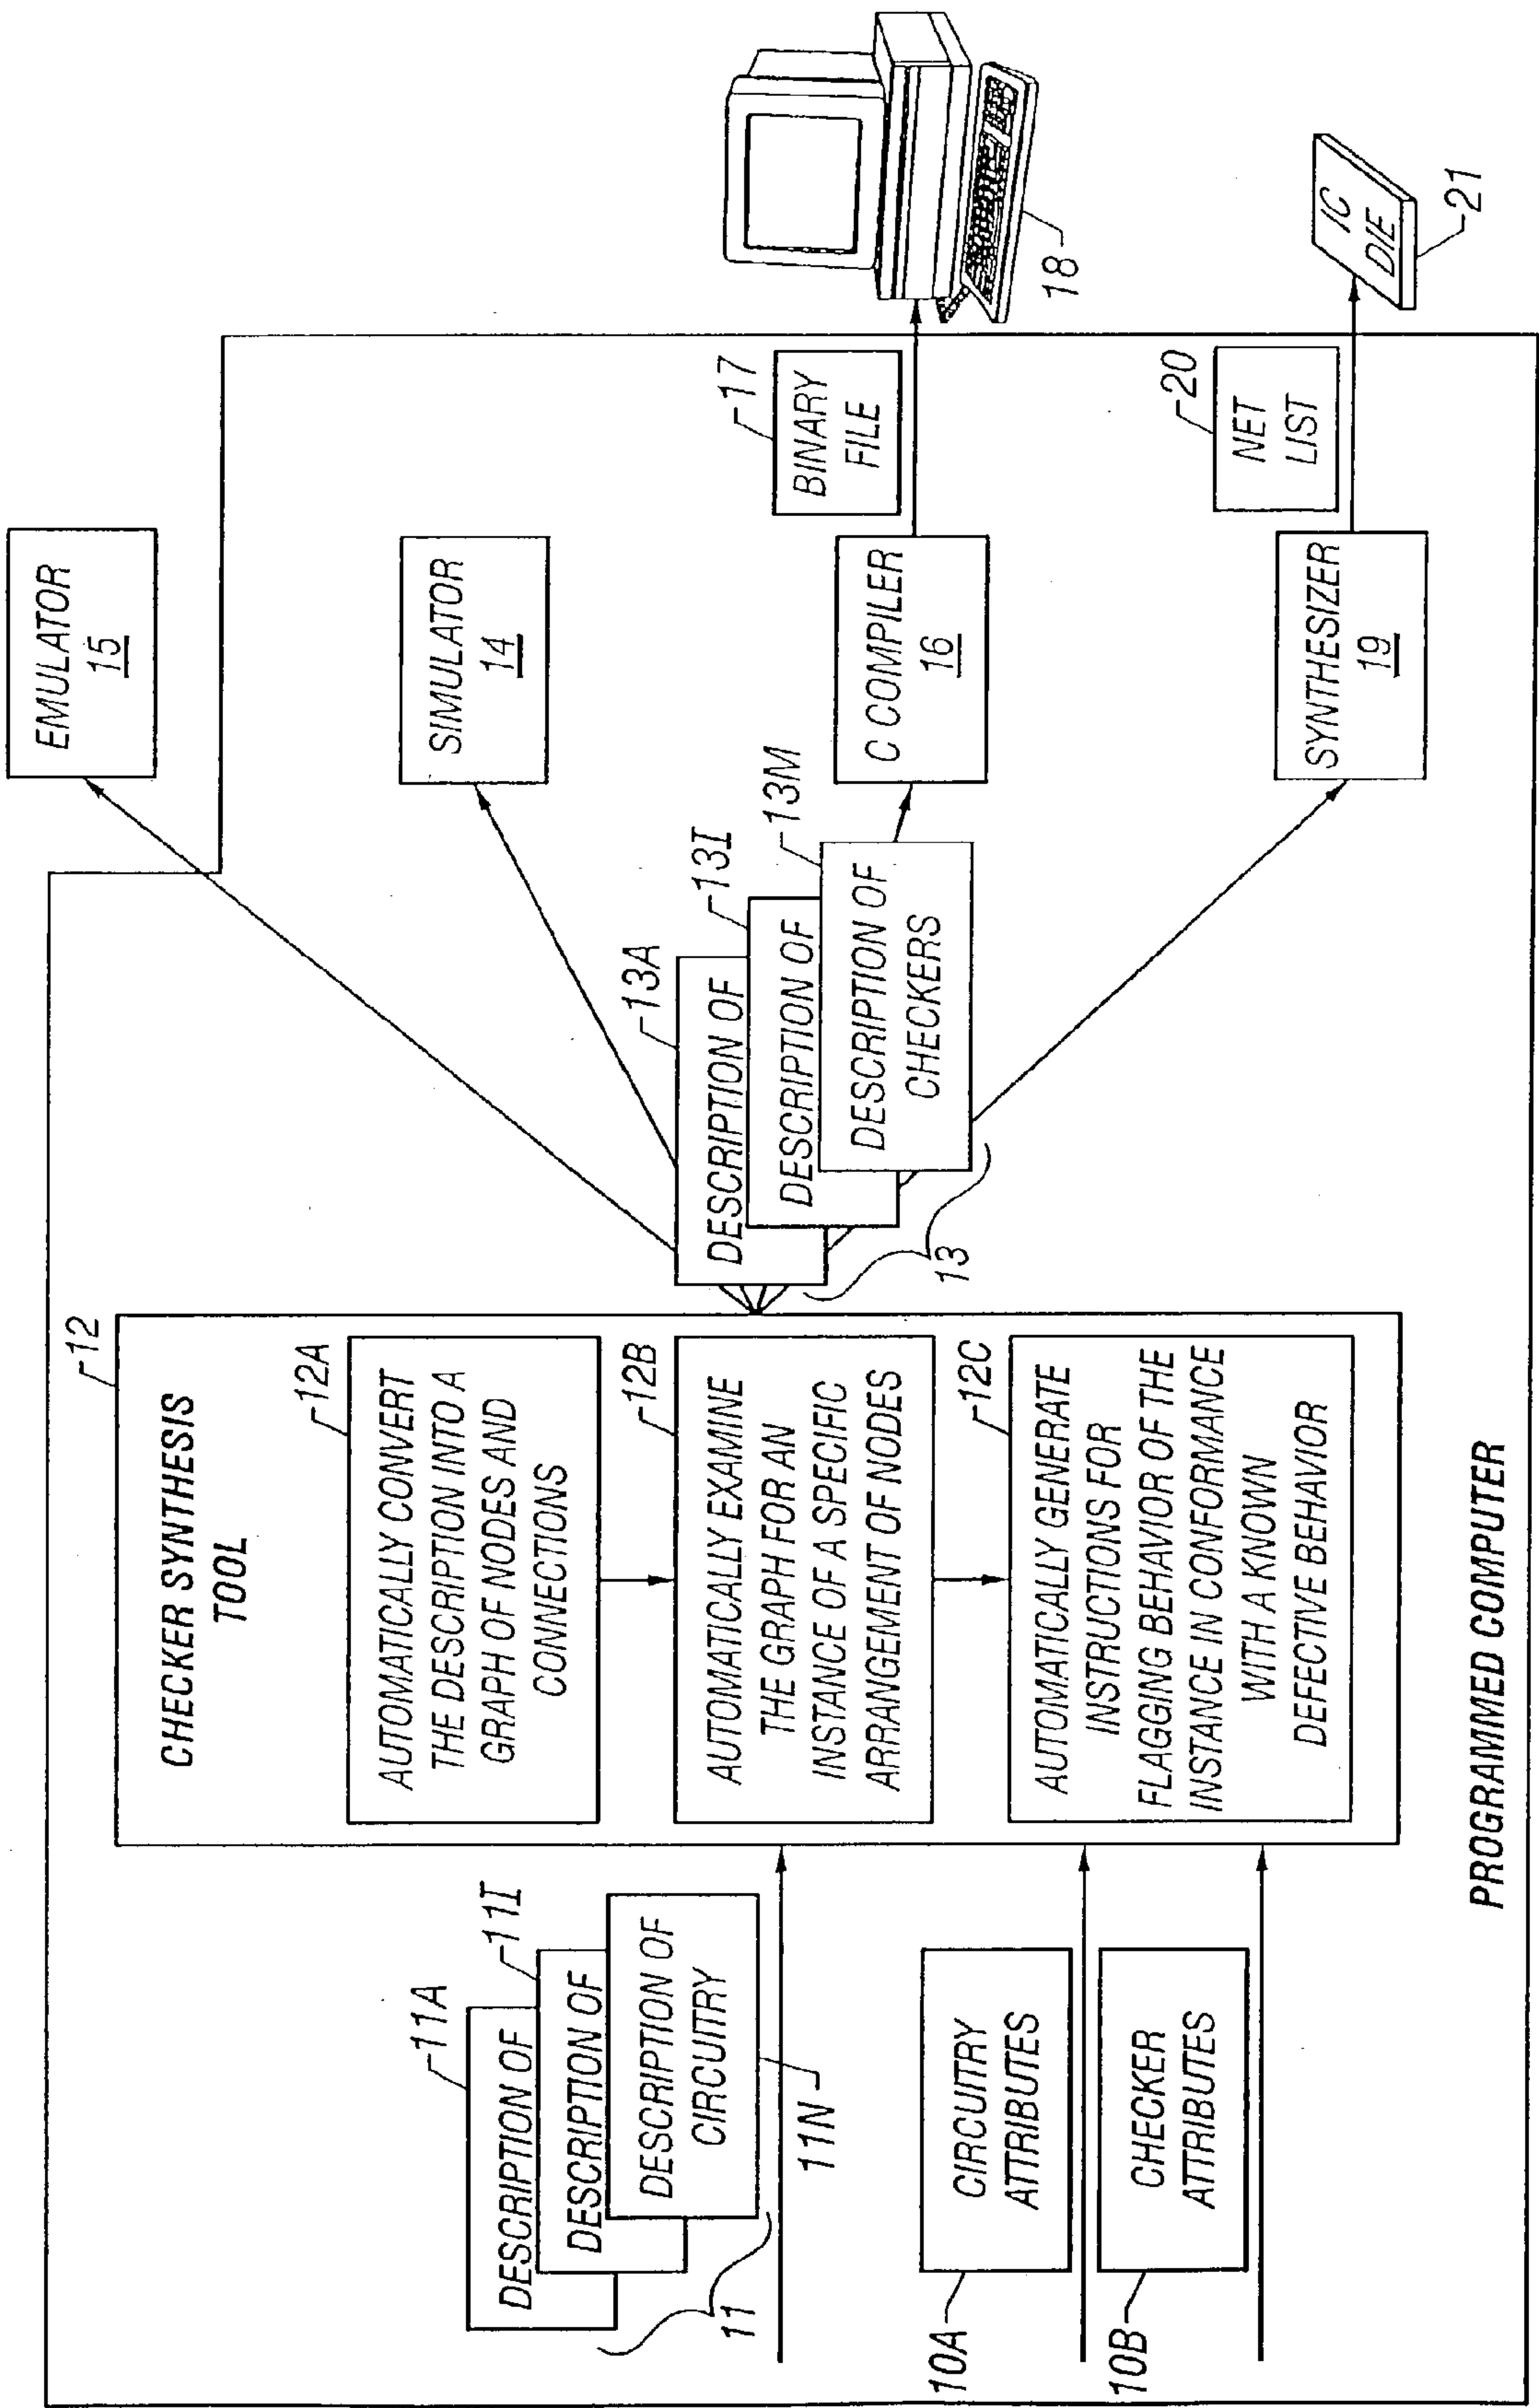 11A
DESCRIPTION OF
11I
DESCRIPTION OF
DESCRIPTION OF
CIRCUITRY
11
11N
10A
CIRCUITRY
ATTRIBUTES
10B
CHECKER
ATTRIBUTES
12
CHECKER SYNTHESIS
TOOL
12A
AUTOMATICALLY CONVERT
THE DESCRIPTION INTO A
GRAPH OF NODES AND
CONNECTIONS
12B
AUTOMATICALLY EXAMINE
THE GRAPH FOR AN
INSTANCE OF A SPECIFIC
ARRANGEMENT OF NODES
12C
AUTOMATICALLY GENERATE
INSTRUCTIONS FOR
FLAGGING BEHAVIOR OF THE
INSTANCE IN CONFORMANCE
WITH A KNOWN
DEFECTIVE BEHAVIOR
13A
DESCRIPTION OF
13I
DESCRIPTION OF
13M
DESCRIPTION OF
CHECKERS
13
EMULATOR
15
SIMULATOR
14
C COMPILER
16
SYNTHESIZER
19
17
BINARY
FILE
20
NET
LIST
18
IC
DIE
21
PROGRAMMED COMPUTER